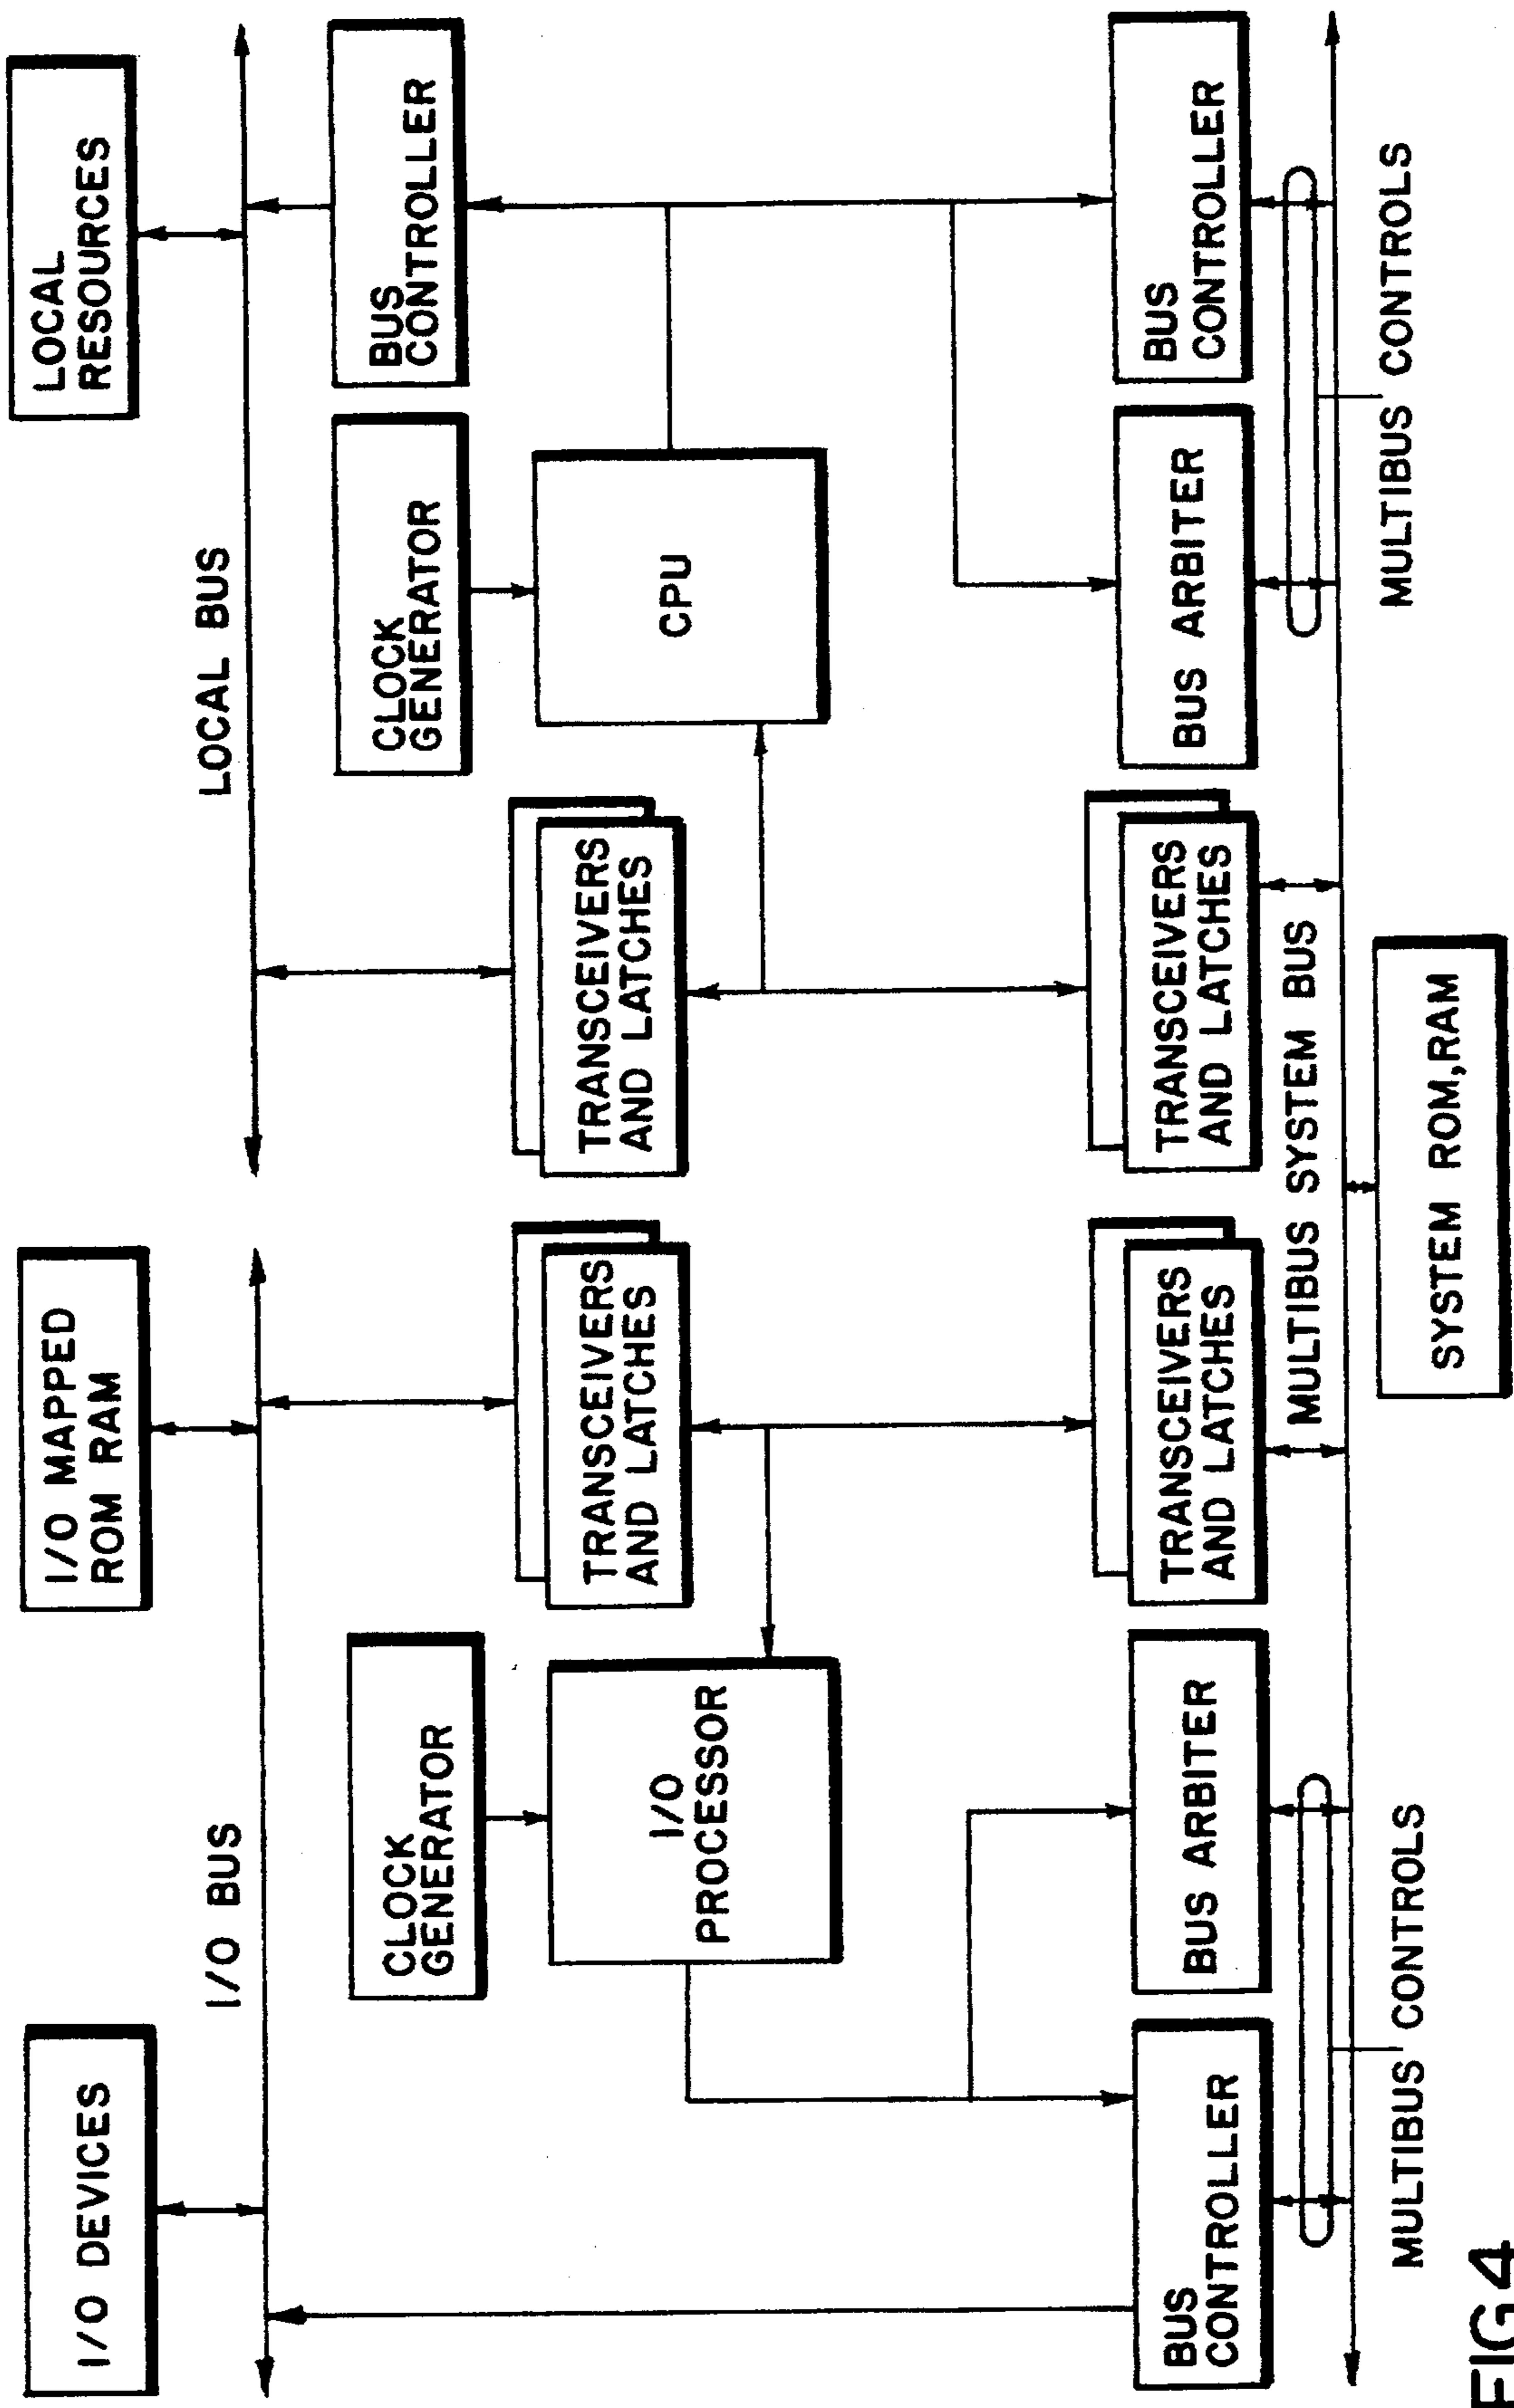 I/O DEVICES
I/O MAPPED
ROM RAM
LOCAL
RESOURCES
I/O BUS
LOCAL BUS
CLOCK
GENERATOR
CLOCK
GENERATOR
BUS
CONTROLLER
I/O
PROCESSOR
TRANSCEIVERS
AND LATCHES
TRANSCEIVERS
AND LATCHES
CPU
BUS
CONTROLLER
BUS ARBITER
TRANSCEIVERS
AND LATCHES
TRANSCEIVERS
AND LATCHES
BUS ARBITER
BUS
CONTROLLER
MULTIBUS SYSTEM BUS
MULTIBUS CONTROLS
SYSTEM ROM,RAM
MULTIBUS CONTROLS
FIG 4